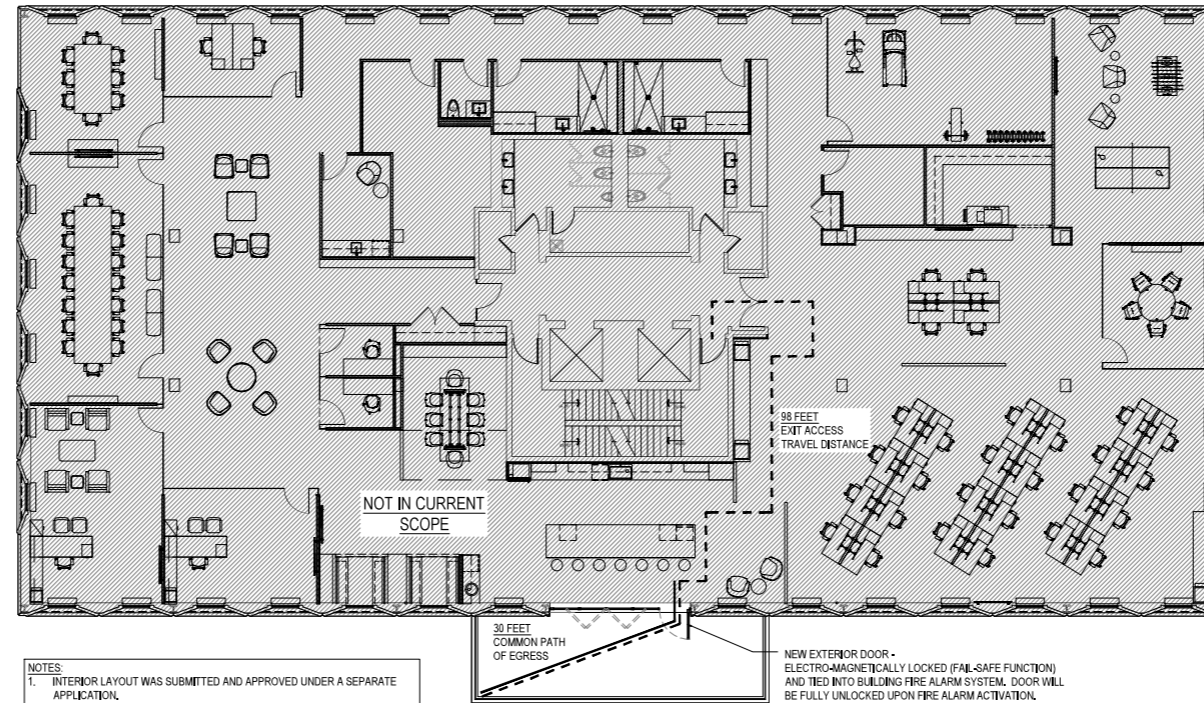 98 FEET
EXIT ACCESS
TRAVEL DISTANCE
NOT IN CURRENT
SCOPE
30 FEET
COMMON PATH
OF EGRESS
NEW EXTERIOR DOOR -
ELECTRO-MAGNETICALLY LOCKED (FAIL-SAFE FUNCTION)
AND TIED INTO BUILDING FIRE ALARM SYSTEM. DOOR WILL
BE FULLY UNLOCKED UPON FIRE ALARM ACTIVATION.
NOTES:
1. INTERIOR LAYOUT WAS SUBMITTED AND APPROVED UNDER A SEPARATE
APPLICATION.